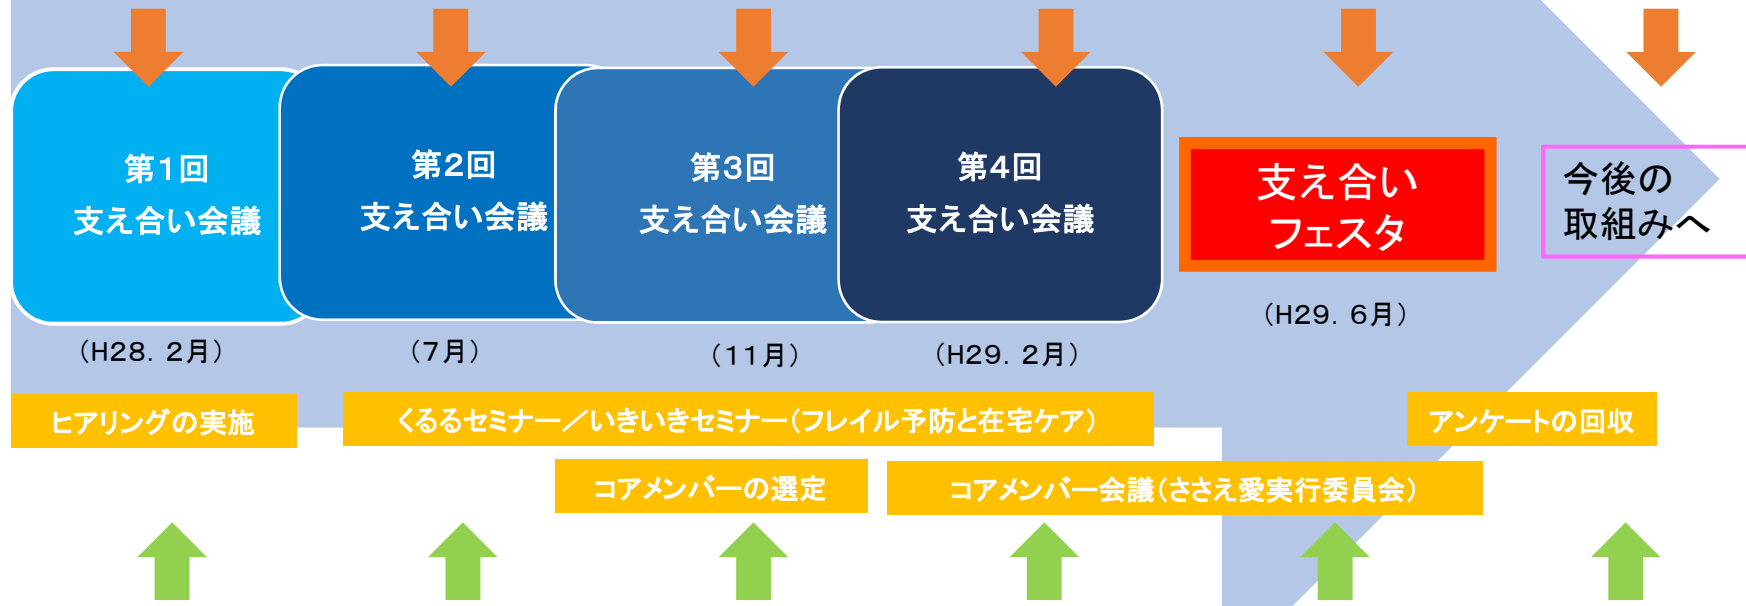 第1回
支え合い会議
第2回
支え合い会議
第3回
支え合い会議
第4回
支え合い会議
支え合い
フェスタ
今後の
取組みへ
（H28．2月）
（7月）
（11月）
（H29．2月）
（H29．6月）
ヒアリングの実施
くるるセミナー／いきいきセミナー（フレイル予防と在宅ケア）
アンケートの回収
コアメンバーの選定
コアメンバー会議（ささえ愛実行委員会）